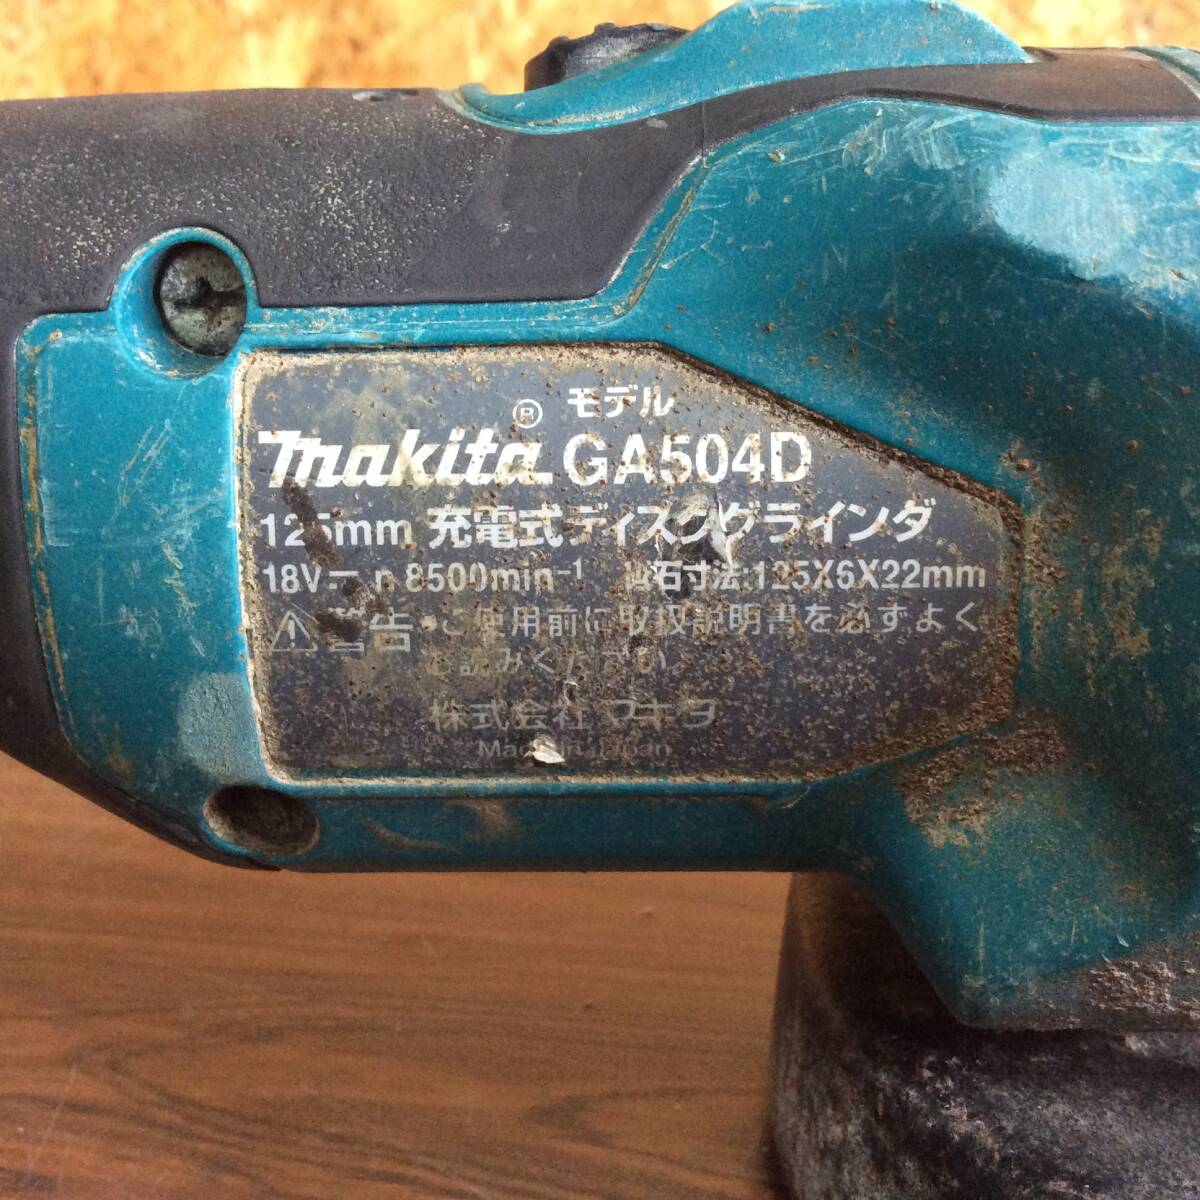 モデル
makita® GA504D
125mm 充電式ディスクグラインダ
18V⎓ n 8500min⁻¹ 砥石寸法:125X6X22mm
⚠警告 ご使用前に取扱説明書を必ずよく
お読みください
株式会社 マキタ
Made in Japan